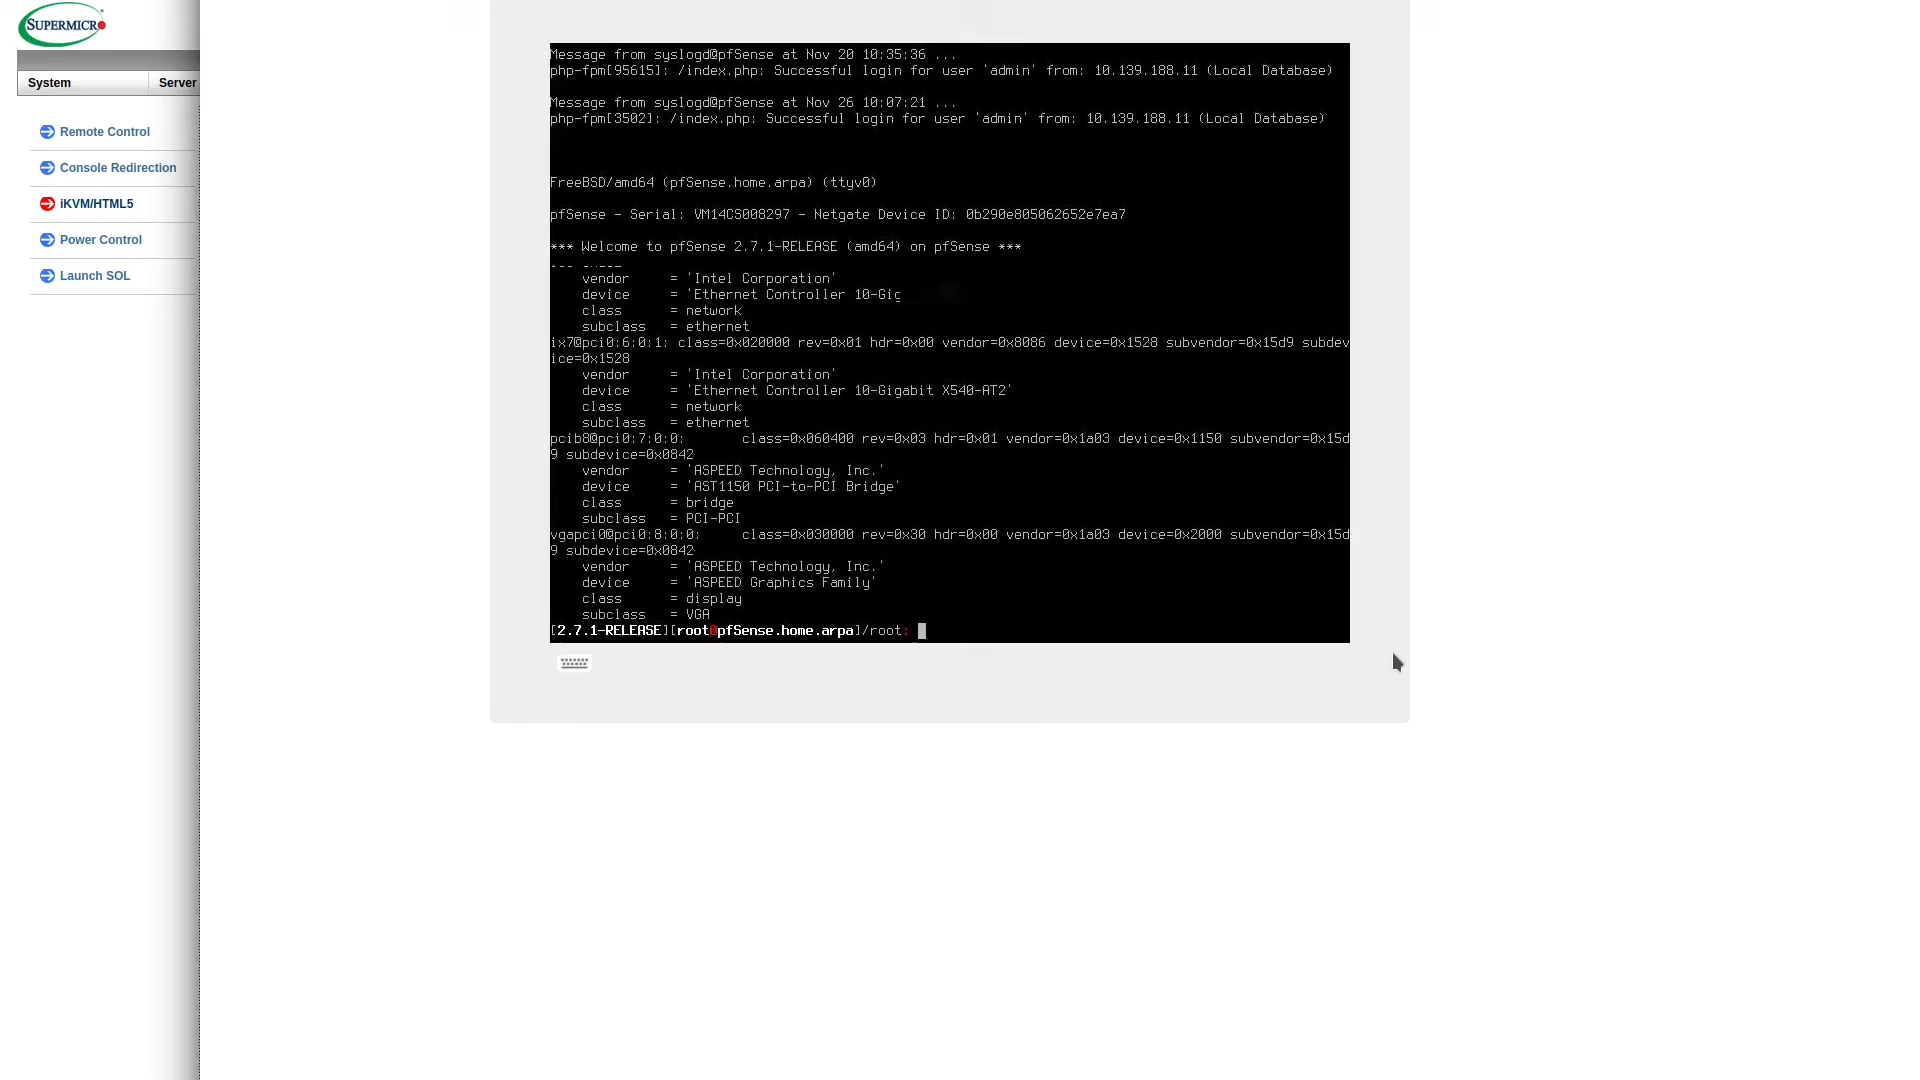 SUPERMICR
System
Server
Remote Control
Console Redirection
iKVM/HTML5
Power Control
Launch SOL
Message from syslogd@pfSense at Nov 20 10:35:36 ...
php-fpm[95615]: /index.php: Successful login for user 'admin' from: 10.139.188.11 (Local Database)
Message from syslogd@pfSense at Nov 26 10:07:21 ...
php-fpm[3502]: /index.php: Successful login for user 'admin' from: 10.139.188.11 (Local Database)
FreeBSD/amd64 (pfSense.home.arpa) (ttyv0)
pfSense - Serial: VM14CS008297 - Netgate Device ID: 0b290e805062652e7ea7
*** Welcome to pfSense 2.7.1-RELEASE (amd64) on pfSense ***
vendor     = 'Intel Corporation'
device     = 'Ethernet Controller 10-Gig
class      = network
subclass   = ethernet
ix7@pci0:6:0:1: class=0x020000 rev=0x01 hdr=0x00 vendor=0x8086 device=0x1528 subvendor=0x15d9 subdev
ice=0x1528
vendor     = 'Intel Corporation'
device     = 'Ethernet Controller 10-Gigabit X540-AT2'
class      = network
subclass   = ethernet
pcib8@pci0:7:0:0:       class=0x060400 rev=0x03 hdr=0x01 vendor=0x1a03 device=0x1150 subvendor=0x15d
9 subdevice=0x0842
vendor     = 'ASPEED Technology, Inc.'
device     = 'AST1150 PCI-to-PCI Bridge'
class      = bridge
subclass   = PCI-PCI
vgapci0@pci0:8:0:0:     class=0x030000 rev=0x30 hdr=0x00 vendor=0x1a03 device=0x2000 subvendor=0x15d
9 subdevice=0x0842
vendor     = 'ASPEED Technology, Inc.'
device     = 'ASPEED Graphics Family'
class      = display
subclass   = VGA
[2.7.1-RELEASE][root@pfSense.home.arpa]/root: